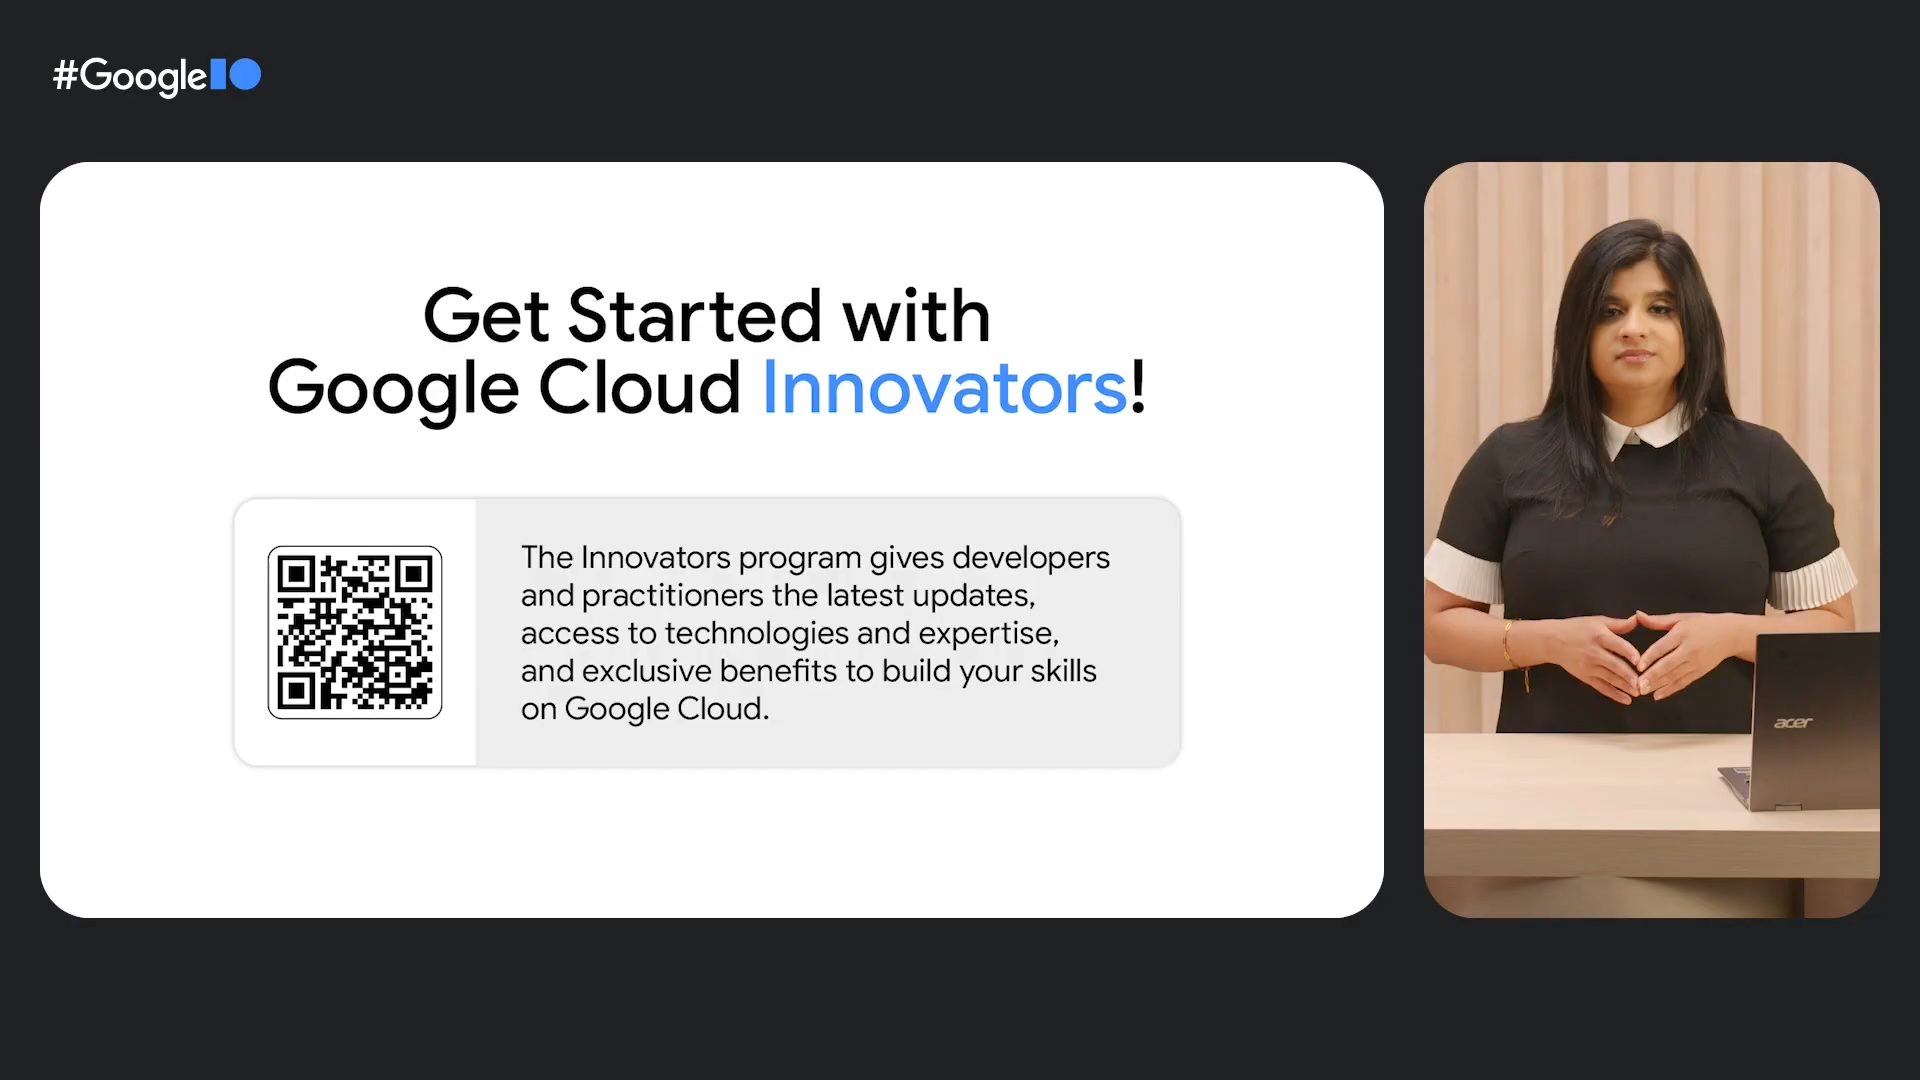 #GoogleIO
Get Started with
Google Cloud Innovators!
The Innovators program gives developers
and practitioners the latest updates,
access to technologies and expertise,
and exclusive benefits to build your skills
on Google Cloud.
acer